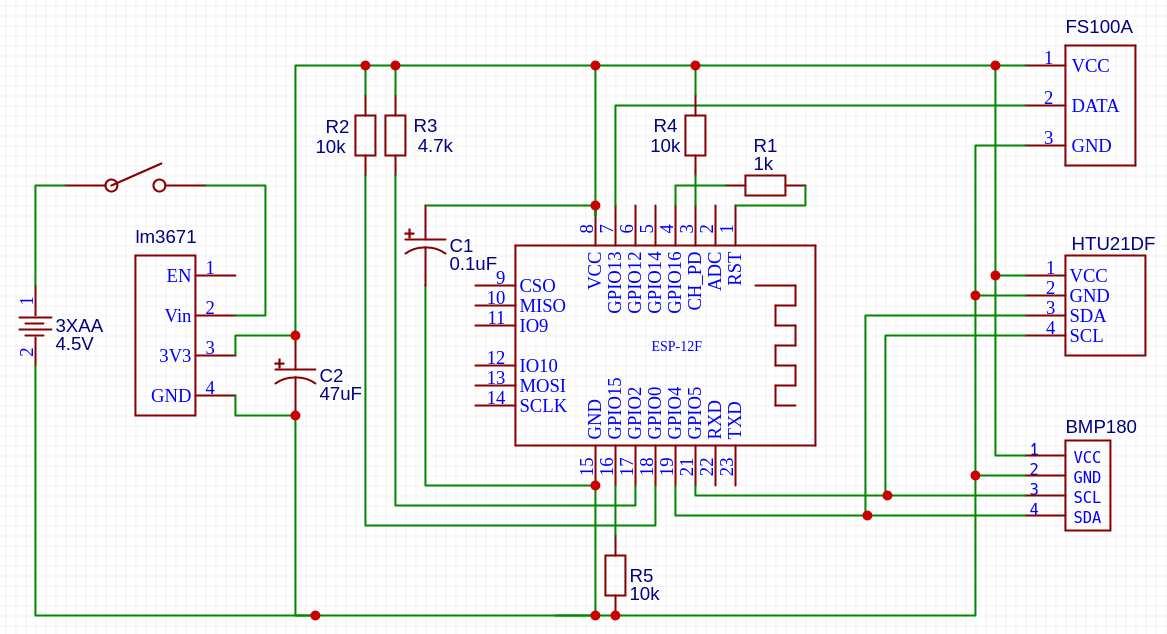 FS100A
1 VCC
2 DATA
3 GND
R2
10k
R3
4.7k
R4
10k
R1
1k
lm3671
EN 1
Vin 2
3V3 3
GND 4
1
3XAA
4.5V
2
C2
47uF
C1
0.1uF
8 7 6 5 4 3 2 1
VCC GPIO13 GPIO12 GPIO14 GPIO16 CH_PD ADC RST
9 CSO
10 MISO
11 IO9
12 IO10
13 MOSI
14 SCLK
ESP-12F
GND GPIO15 GPIO2 GPIO0 GPIO4 GPIO5 RXD TXD
15 16 17 18 19 21 22 23
R5
10k
HTU21DF
1 VCC
2 GND
3 SDA
4 SCL
BMP180
1 VCC
2 GND
3 SCL
4 SDA